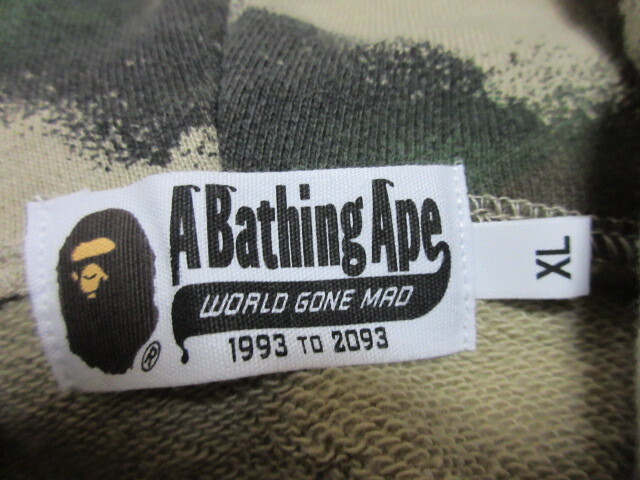 A Bathing Ape
WORLD GONE MAD
1993 TO 2093
®
XL